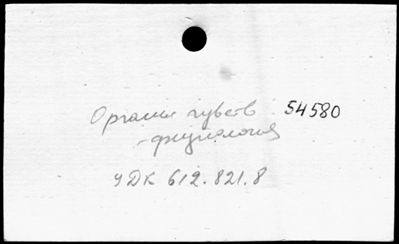 Органы чувств 54580
-физиология
УДК 612.821.8